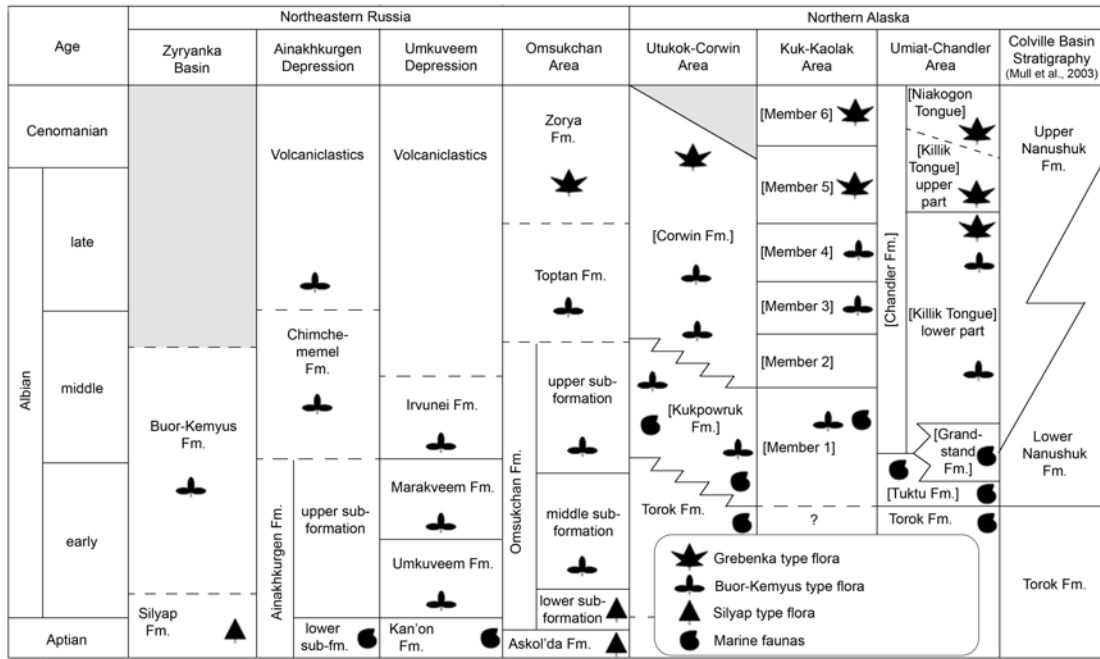 Age
Northeastern Russia
Northern Alaska
Zyryanka
Basin
Ainakhkurgen
Depression
Umkuveem
Depression
Omsukchan
Area
Utukok-Corwin
Area
Kuk-Kaolak
Area
Umiat-Chandler
Area
Colville Basin
Stratigraphy
(Mull et al., 2003)
Cenomanian
Albian
late
middle
early
Aptian
Buor-Kemyus
Fm.
Silyap
Fm.
Volcaniclastics
Chimche-
memel
Fm.
Ainakhkurgen Fm.
upper sub-
formation
lower
sub-fm.
Volcaniclastics
Irvunei Fm.
Marakveem Fm.
Umkuveem Fm.
Kan'on
Fm.
Zorya
Fm.
Toptan Fm.
Omsukchan Fm.
upper sub-
formation
middle sub-
formation
lower sub-
formation
Askol'da Fm.
[Corwin Fm.]
[Kukpowruk
Fm.]
Torok Fm.
[Member 6]
[Member 5]
[Member 4]
[Member 3]
[Member 2]
[Member 1]
?
[Chandler Fm.]
[Niakogon
Tongue]
[Killik
Tongue]
upper
part
[Killik Tongue]
lower part
[Grand-
stand
Fm.]
[Tuktu Fm.]
Torok Fm.
Upper
Nanushuk
Fm.
Lower
Nanushuk
Fm.
Torok Fm.
Grebenka type flora
Buor-Kemyus type flora
Silyap type flora
Marine faunas